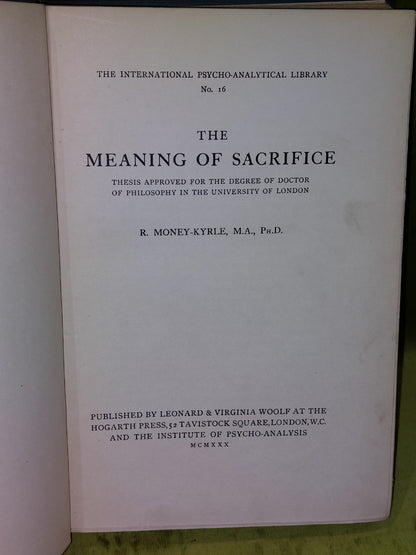 THE INTERNATIONAL PSYCHO-ANALYTICAL LIBRARY
No. 16
THE
MEANING OF SACRIFICE
THESIS APPROVED FOR THE DEGREE OF DOCTOR
OF PHILOSOPHY IN THE UNIVERSITY OF LONDON
R. MONEY-KYRLE, M.A., PH.D.
PUBLISHED BY LEONARD & VIRGINIA WOOLF AT THE
HOGARTH PRESS, 52 TAVISTOCK SQUARE, LONDON, W.C.
AND THE INSTITUTE OF PSYCHO-ANALYSIS
MCMXXX